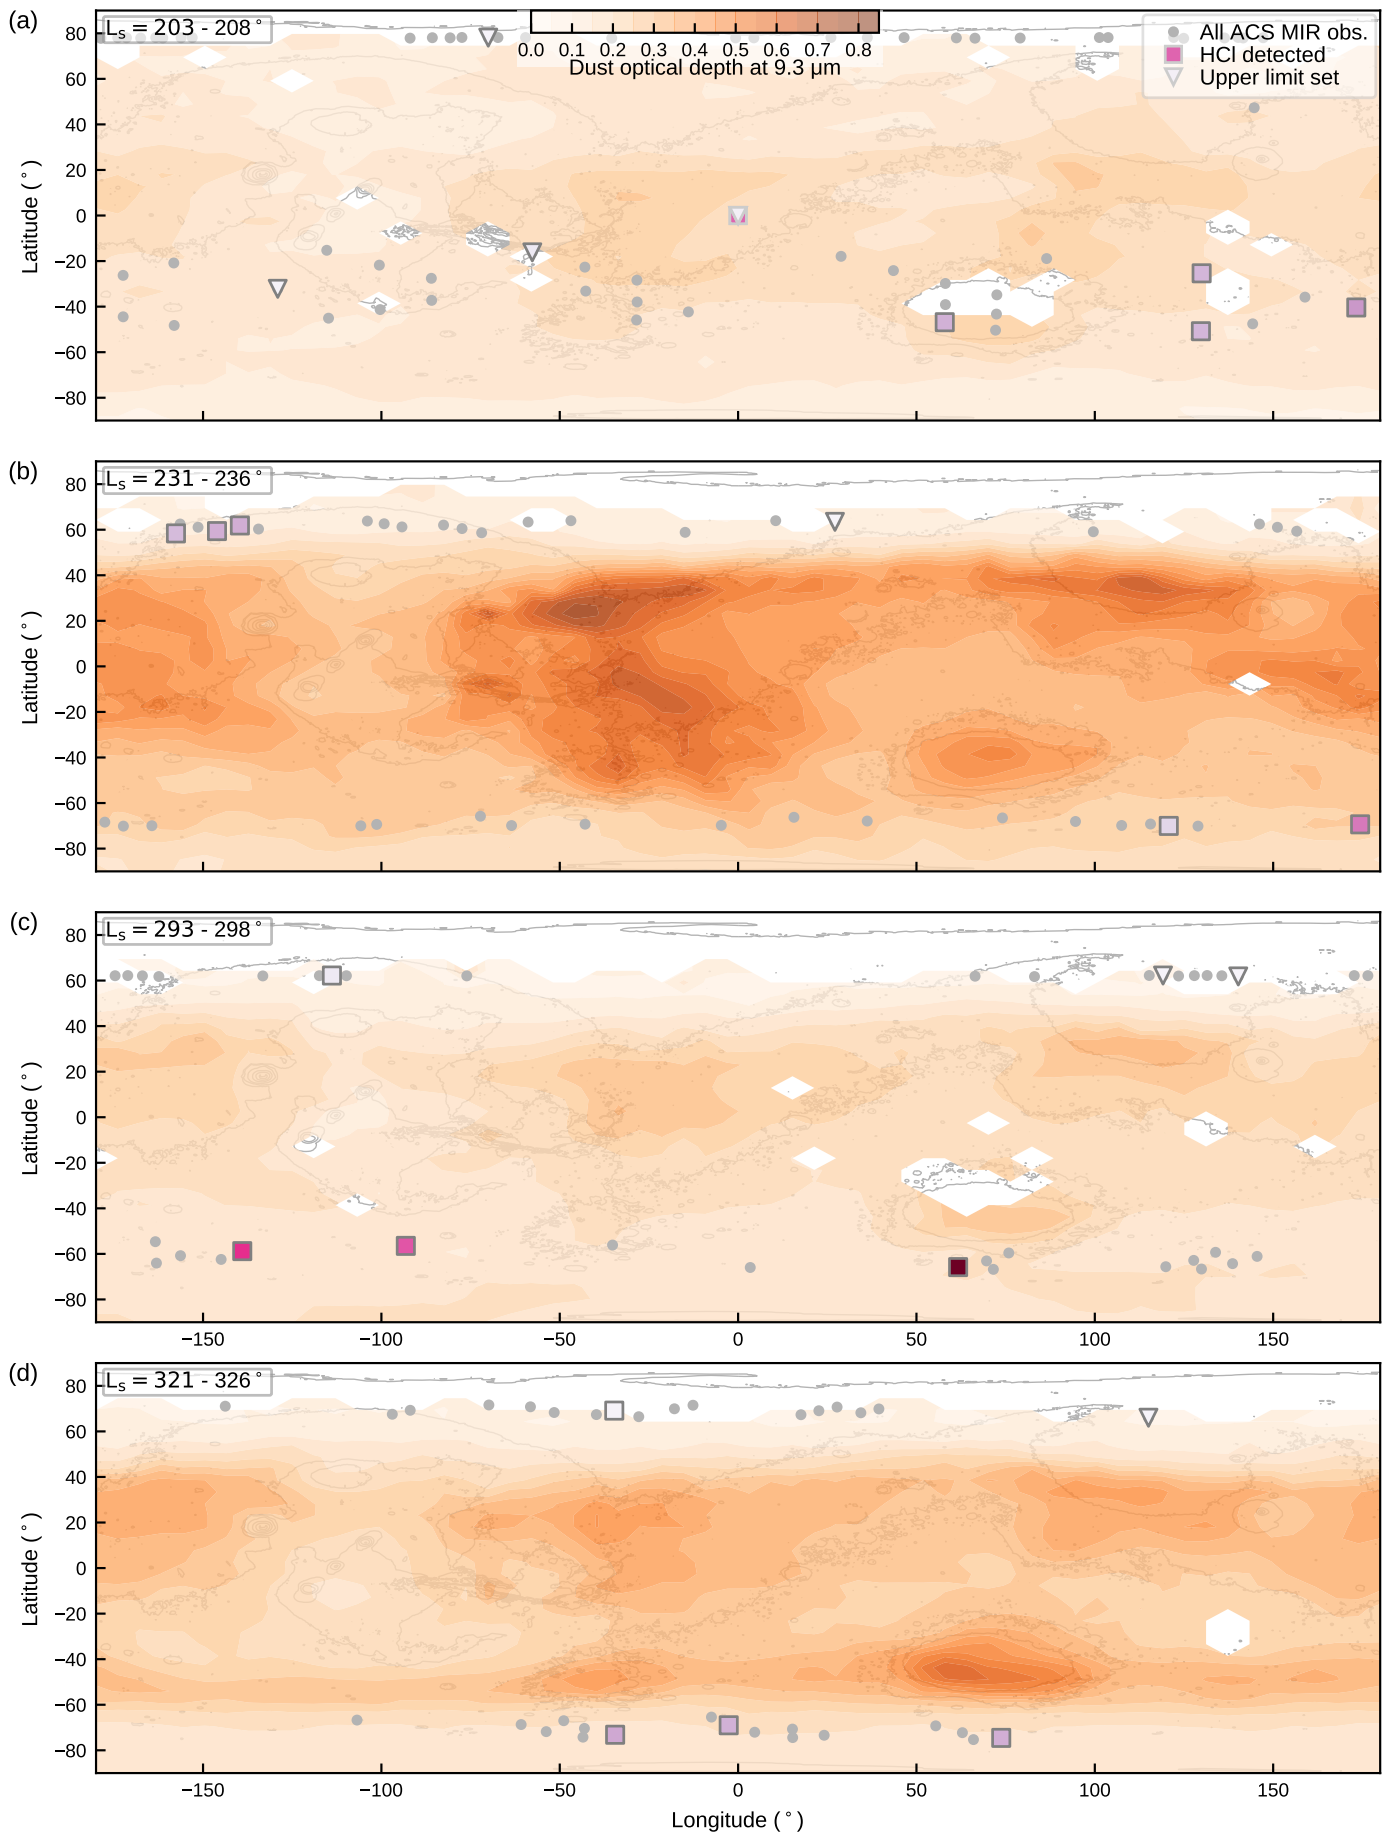 (a)
Lₛ = 203 - 208°
0.0 0.1 0.2 0.3 0.4 0.5 0.6 0.7 0.8
Dust optical depth at 9.3 μm
All ACS MIR obs.
HCl detected
Upper limit set
80
60
40
20
0
−20
−40
−60
−80
Latitude (°)
(b)
Lₛ = 231 - 236°
80
60
40
20
0
−20
−40
−60
−80
Latitude (°)
(c)
Lₛ = 293 - 298°
80
60
40
20
0
−20
−40
−60
−80
Latitude (°)
−150 −100 −50 0 50 100 150
(d)
Lₛ = 321 - 326°
80
60
40
20
0
−20
−40
−60
−80
Latitude (°)
−150 −100 −50 0 50 100 150
Longitude (°)